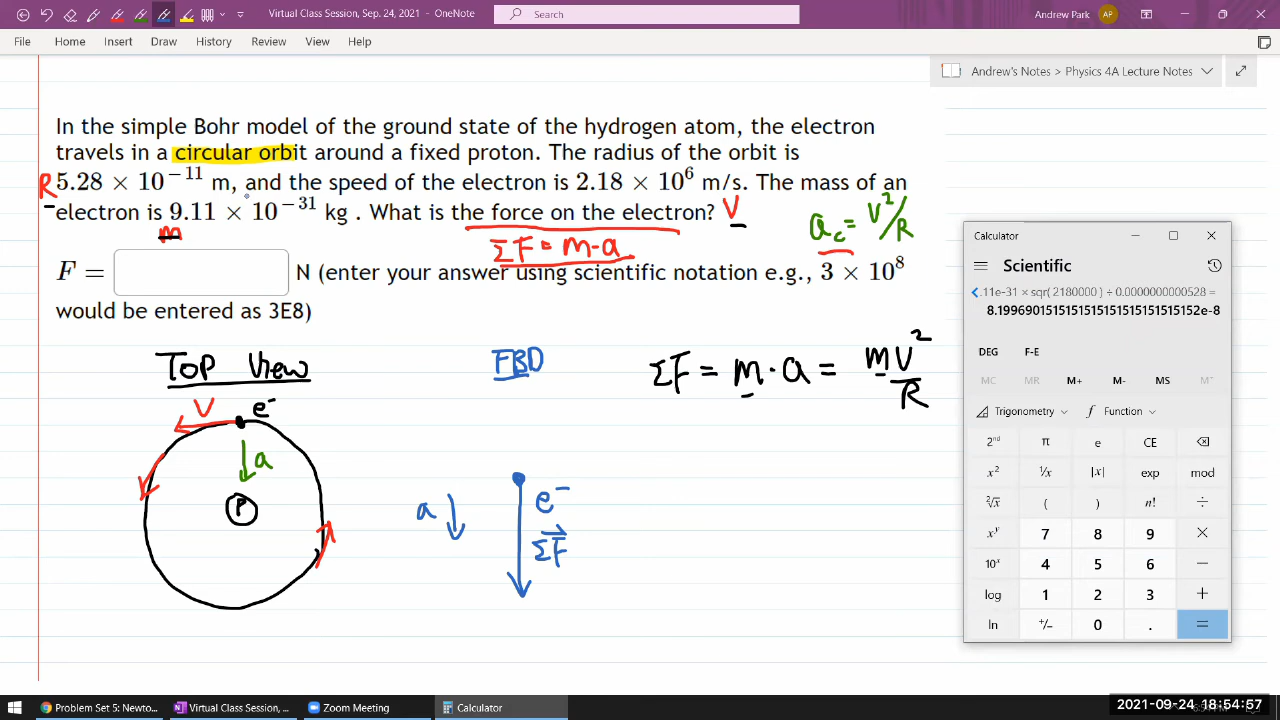 Virtual Class Session, Sep. 24, 2021 - OneNote
Search
Andrew Park
AP
File Home Insert Draw History Review View Help
Andrew's Notes > Physics 4A Lecture Notes
In the simple Bohr model of the ground state of the hydrogen atom, the electron
travels in a circular orbit around a fixed proton. The radius of the orbit is
R 5.28 × 10⁻¹¹ m, and the speed of the electron is 2.18 × 10⁶ m/s. The mass of an
electron is 9.11 × 10⁻³¹ kg . What is the force on the electron? V
m
ΣF = m·a
a_c = V²/R
F = N (enter your answer using scientific notation e.g., 3 × 10⁸
would be entered as 3E8)
TOP View
FBD
ΣF = m·a = mV²/R
V
e⁻
a
P
a
e⁻
ΣF⃗
Calculator
Scientific
.11e-31 × sqr( 2180000 ) ÷ 0.0000000000528 =
8.1996901515151515151515151515152e-8
DEG F-E
MC MR M+ M- MS M˅
Trigonometry Function
2ⁿᵈ π e CE
x² ¹/x |x| exp mod
²√x ( ) n! ÷
xʸ 7 8 9 ×
10ˣ 4 5 6 −
log 1 2 3 +
ln +/− 0 . =
Problem Set 5: Newto...
Virtual Class Session, ...
Zoom Meeting
Calculator
2021-09-24 18:54:57